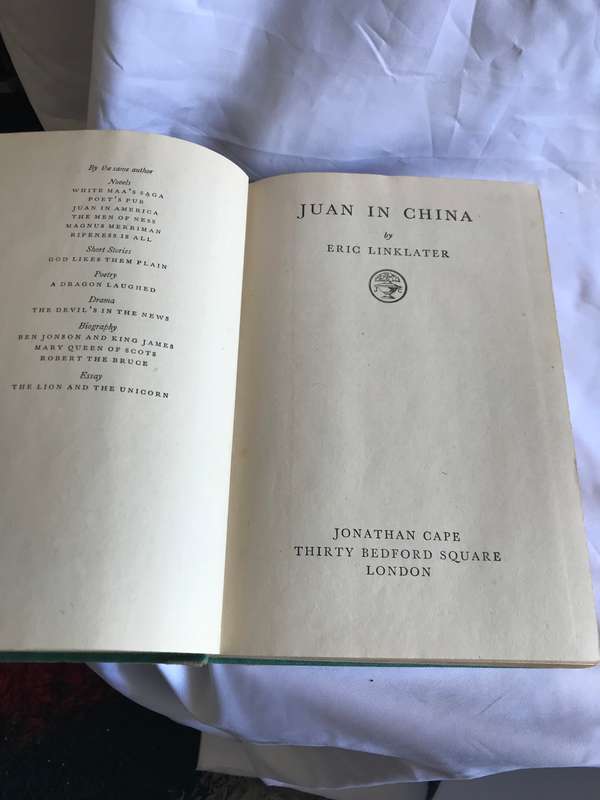 By the same author
Novels
WHITE MAA'S SAGA
POET'S PUB
JUAN IN AMERICA
THE MEN OF NESS
MAGNUS MERRIMAN
RIPENESS IS ALL
Short Stories
GOD LIKES THEM PLAIN
Poetry
A DRAGON LAUGHED
Drama
THE DEVIL'S IN THE NEWS
Biography
BEN JONSON AND KING JAMES
MARY QUEEN OF SCOTS
ROBERT THE BRUCE
Essay
THE LION AND THE UNICORN
JUAN IN CHINA
by
ERIC LINKLATER
JONATHAN CAPE
THIRTY BEDFORD SQUARE
LONDON